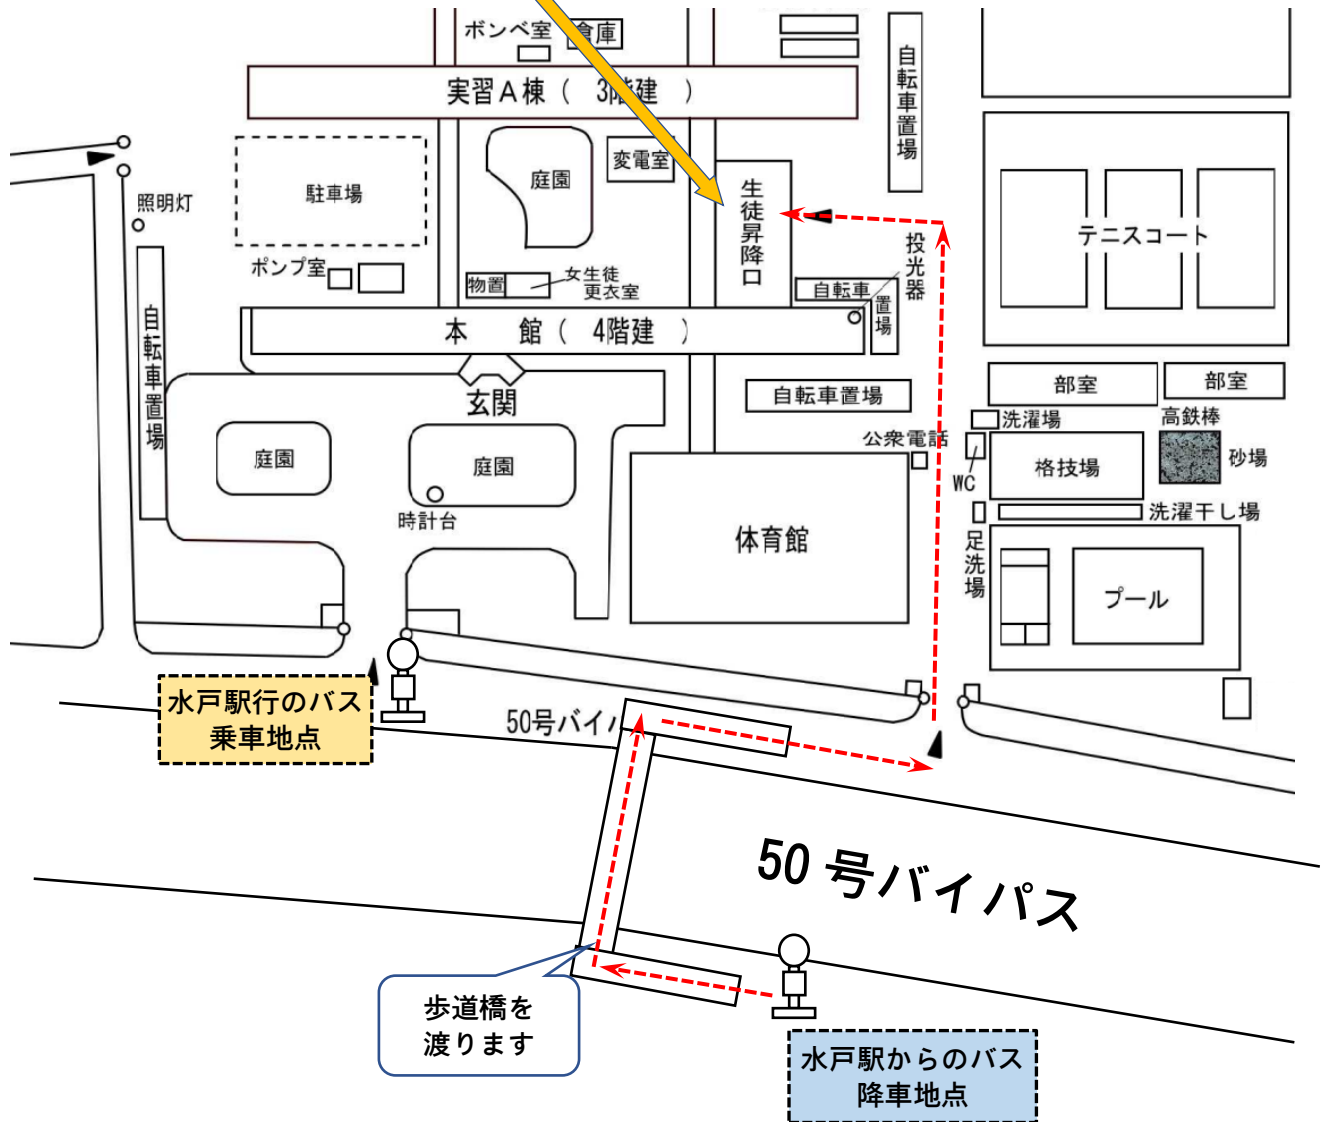 ボンベ室
倉庫
実習A棟（　3階建　）
自転車置場
変電室
庭園
駐車場
照明灯
生徒昇降口
投光器
テニスコート
ポンプ室
物置
女生徒
更衣室
自転車
置場
本　　館（　4階建　）
自転車置場
玄関
自転車置場
部室
部室
洗濯場
高鉄棒
公衆電話
庭園
庭園
格技場
砂場
WC
時計台
洗濯干し場
体育館
足洗場
プール
水戸駅行のバス
乗車地点
50号バイ
50号バイパス
歩道橋を
渡ります
水戸駅からのバス
降車地点